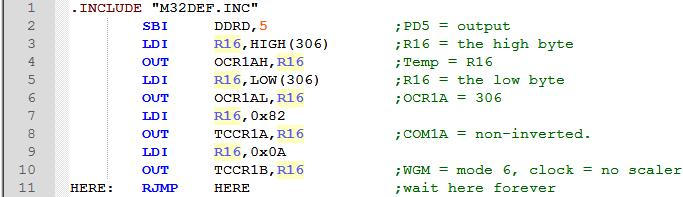 1 .INCLUDE "M32DEF.INC"
2 SBI DDRD,5 ;PD5 = output
3 LDI R16,HIGH(306) ;R16 = the high byte
4 OUT OCR1AH,R16 ;Temp = R16
5 LDI R16,LOW(306) ;R16 = the low byte
6 OUT OCR1AL,R16 ;OCR1A = 306
7 LDI R16,0x82
8 OUT TCCR1A,R16 ;COM1A = non-inverted.
9 LDI R16,0x0A
10 OUT TCCR1B,R16 ;WGM = mode 6, clock = no scaler
11 HERE: RJMP HERE ;wait here forever